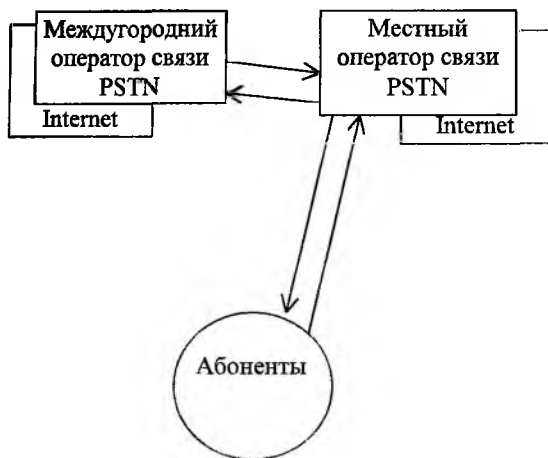 Междугородний
оператор связи
PSTN
Internet
Местный
оператор связи
PSTN
Internet
Абоненты